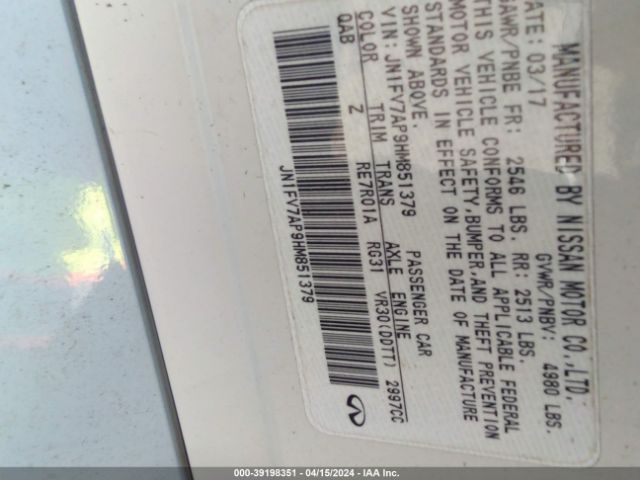 MANUFACTURED BY NISSAN MOTOR CO.,LTD.
DATE: 03/17 GVWR/PNBV: 4980 LBS.
GAWR/PNBE FR: 2546 LBS. RR: 2513 LBS.
THIS VEHICLE CONFORMS TO ALL APPLICABLE FEDERAL
MOTOR VEHICLE SAFETY,BUMPER,AND THEFT PREVENTION
STANDARDS IN EFFECT ON THE DATE OF MANUFACTURE
SHOWN ABOVE.
VIN: JN1FV7AP9HM851379 PASSENGER CAR
COLOR TRIM TRANS AXLE ENGINE
QAB Z RE7R01A RG31 VR30(DDTT) 2997CC
JN1FV7AP9HM851379
000-39198351 - 04/15/2024 - IAA Inc.